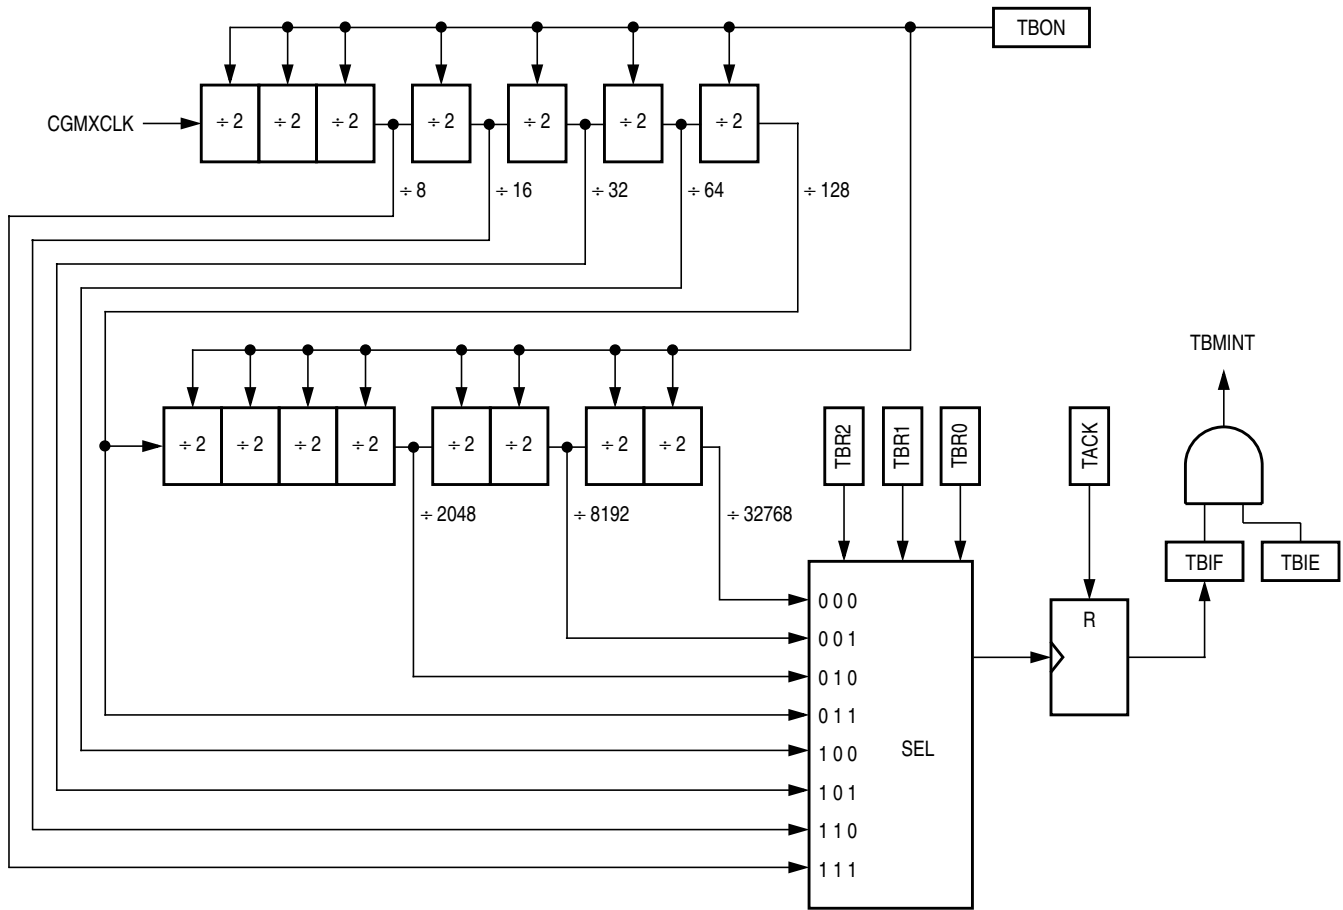 TBON
CGMXCLK
÷ 2 ÷ 2 ÷ 2 ÷ 2 ÷ 2 ÷ 2 ÷ 2
÷ 8 ÷ 16 ÷ 32 ÷ 64 ÷ 128
TBMINT
÷ 2 ÷ 2 ÷ 2 ÷ 2 ÷ 2 ÷ 2 ÷ 2 ÷ 2
TBR2
TBR1
TBR0
TACK
÷ 2048 ÷ 8192 ÷ 32768
TBIF TBIE
0 0 0
R
0 0 1
0 1 0
0 1 1
SEL
1 0 0
1 0 1
1 1 0
1 1 1